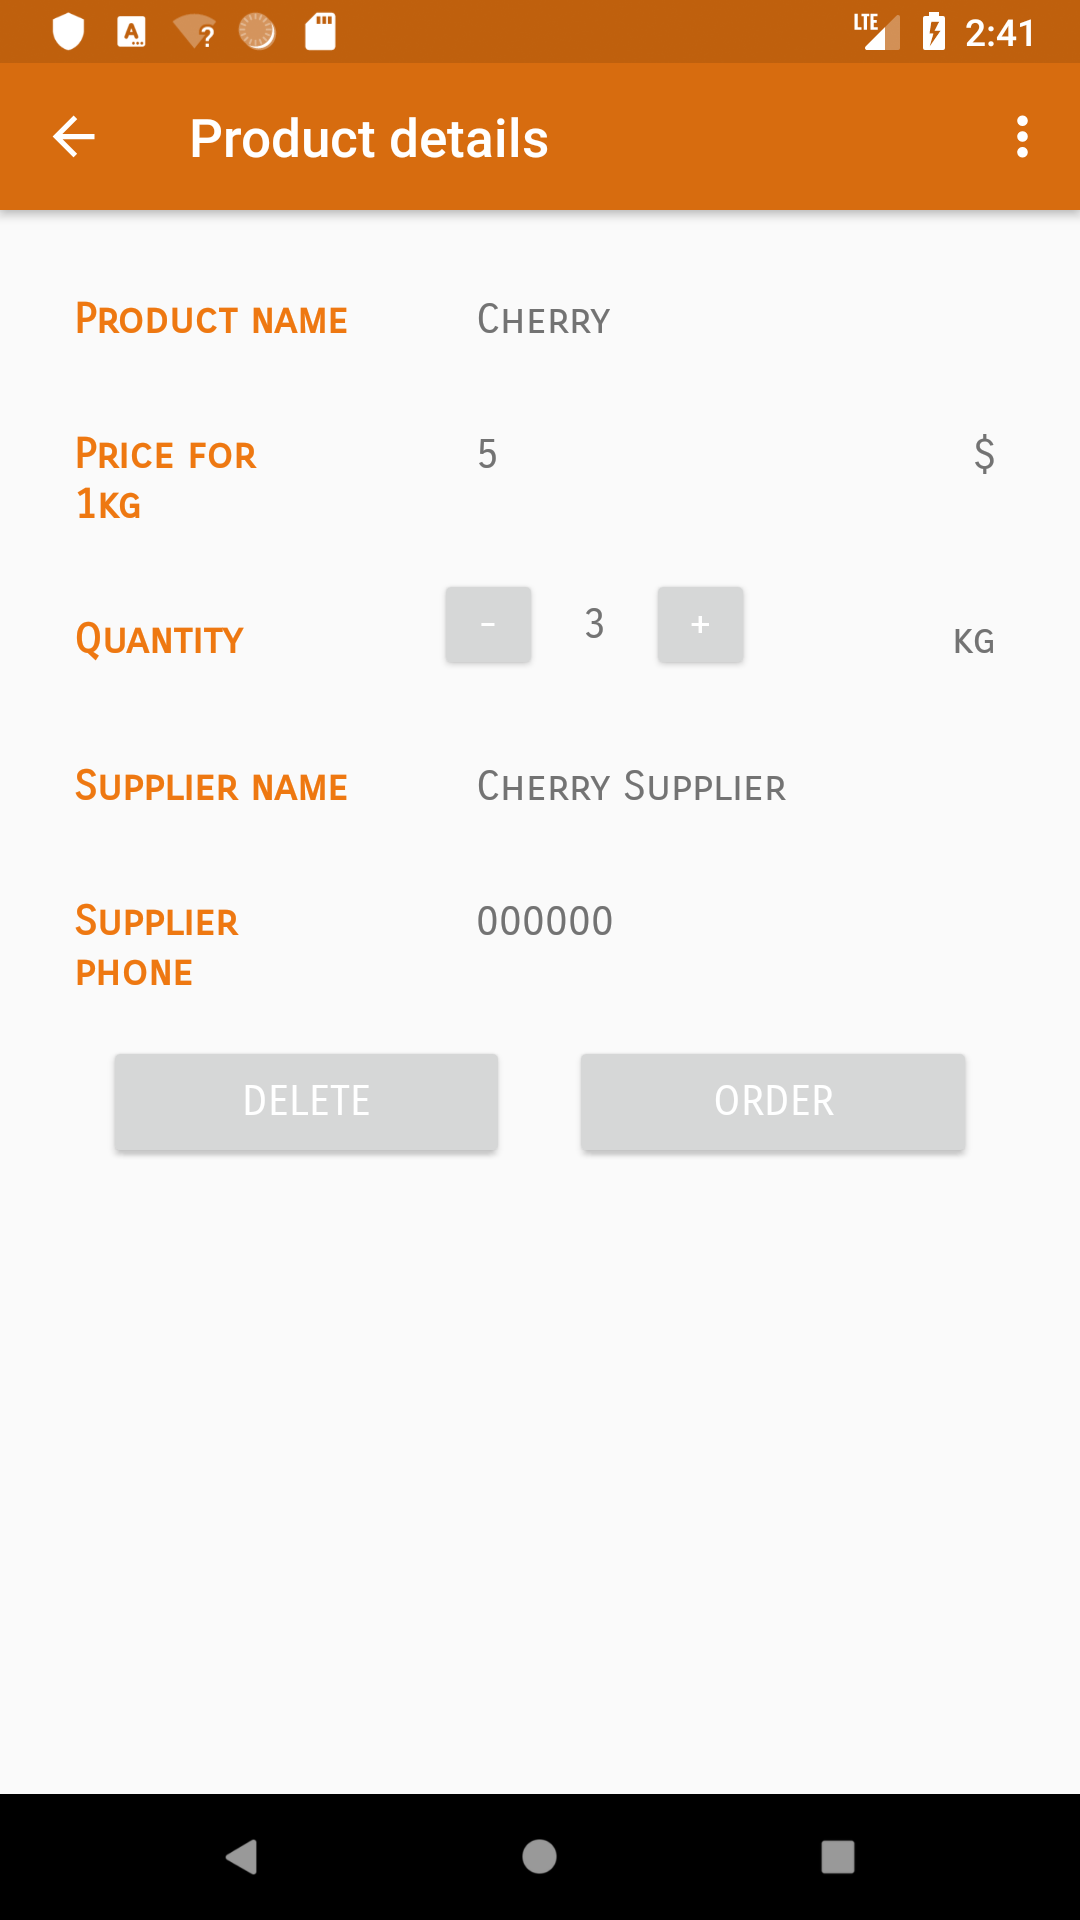 LTE 2:41
Product details
Product name Cherry
Price for 5 $
1kg
Quantity - 3 + kg
Supplier name Cherry Supplier
Supplier 000000
phone
DELETE ORDER